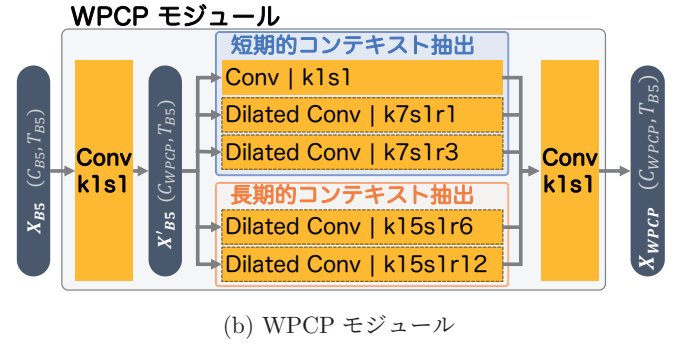 WPCP モジュール
X_B5 (C_B5, T_B5)
Conv
k1s1
X'_B5 (C_WPCP, T_B5)
短期的コンテキスト抽出
Conv | k1s1
Dilated Conv | k7s1r1
Dilated Conv | k7s1r3
長期的コンテキスト抽出
Dilated Conv | k15s1r6
Dilated Conv | k15s1r12
Conv
k1s1
X_WPCP (C_WPCP, T_B5)
(b) WPCP モジュール